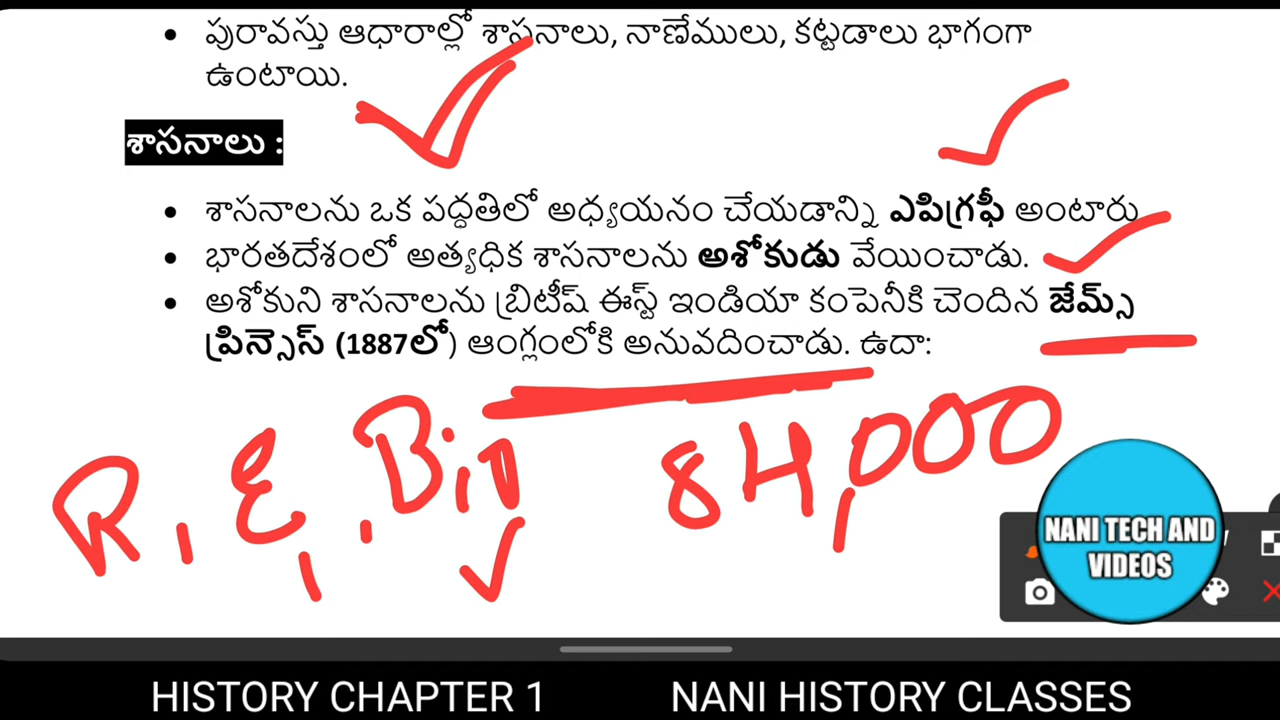 • పురావస్తు ఆధారాల్లో శాసనాలు, నాణేములు, కట్టడాలు భాగంగా
ఉంటాయి.
శాసనాలు :
• శాసనాలను ఒక పద్ధతిలో అధ్యయనం చేయడాన్ని ఎపిగ్రఫీ అంటారు
• భారతదేశంలో అత్యధిక శాసనాలను అశోకుడు వేయించాడు.
• అశోకుని శాసనాలను బ్రిటీష్ ఈస్ట్ ఇండియా కంపెనీకి చెందిన జేమ్స్
ప్రిన్సెస్ (1887లో) ఆంగ్లంలోకి అనువదించాడు. ఉదా:
R, E, Bio 84,000
NANI TECH AND
VIDEOS
HISTORY CHAPTER 1 NANI HISTORY CLASSES